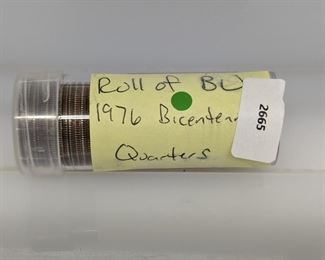 Roll of BU
1976 Bicenten
Quarters
2665